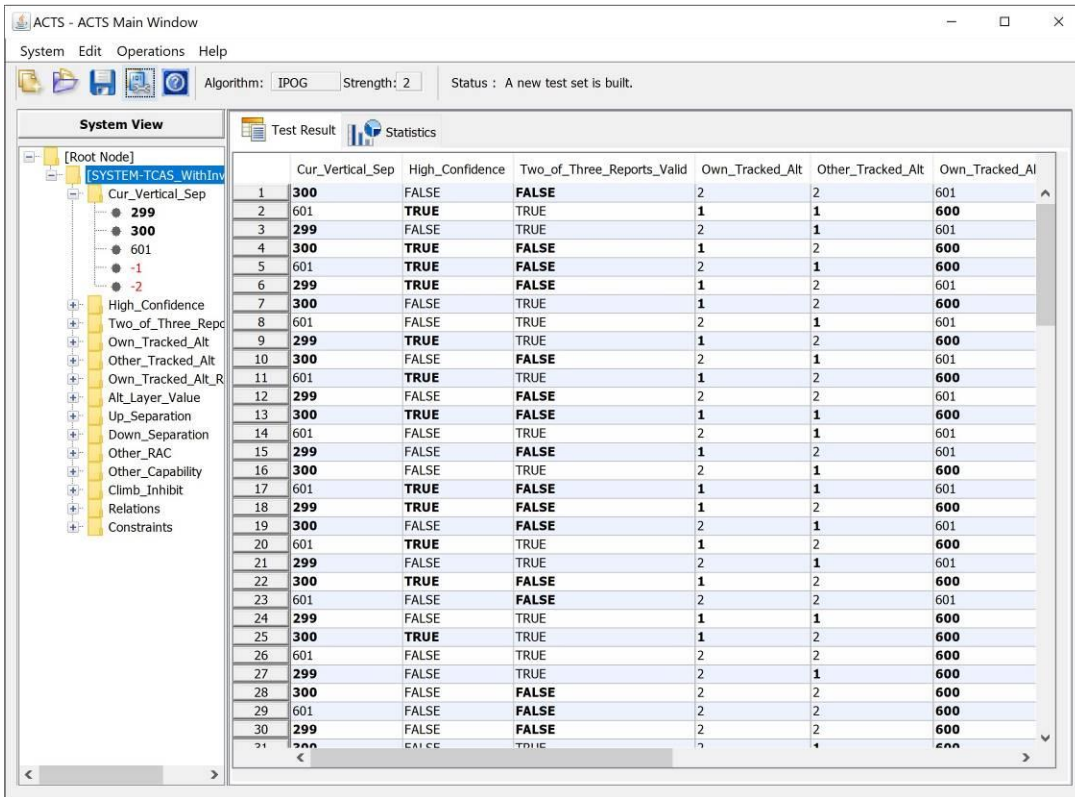 ACTS - ACTS Main Window
System Edit Operations Help
Algorithm: IPOG Strength: 2 Status : A new test set is built.
System View
[Root Node]
[SYSTEM-TCAS_WithInv
Cur_Vertical_Sep
299
300
601
-1
-2
High_Confidence
Two_of_Three_Repo
Own_Tracked_Alt
Other_Tracked_Alt
Own_Tracked_Alt_R
Alt_Layer_Value
Up_Separation
Down_Separation
Other_RAC
Other_Capability
Climb_Inhibit
Relations
Constraints
Test Result Statistics
Cur_Vertical_Sep High_Confidence Two_of_Three_Reports_Valid Own_Tracked_Alt Other_Tracked_Alt Own_Tracked_Al
1 300 FALSE FALSE 2 2 601
2 601 TRUE TRUE 1 1 600
3 299 FALSE TRUE 2 1 601
4 300 TRUE FALSE 1 2 600
5 601 TRUE FALSE 2 1 600
6 299 TRUE FALSE 1 2 601
7 300 FALSE TRUE 1 2 600
8 601 FALSE TRUE 2 1 601
9 299 TRUE TRUE 1 2 600
10 300 FALSE FALSE 2 1 601
11 601 TRUE TRUE 1 2 600
12 299 FALSE FALSE 2 2 601
13 300 TRUE FALSE 1 1 600
14 601 FALSE TRUE 2 1 601
15 299 FALSE FALSE 1 2 601
16 300 FALSE TRUE 2 1 600
17 601 TRUE FALSE 1 1 601
18 299 TRUE FALSE 1 2 600
19 300 FALSE FALSE 2 1 601
20 601 TRUE TRUE 1 2 600
21 299 FALSE TRUE 2 1 601
22 300 TRUE FALSE 1 2 600
23 601 FALSE FALSE 2 2 601
24 299 FALSE TRUE 1 1 600
25 300 TRUE TRUE 1 2 600
26 601 FALSE TRUE 2 2 600
27 299 FALSE TRUE 2 1 600
28 300 FALSE FALSE 2 2 600
29 601 FALSE FALSE 2 2 600
30 299 FALSE FALSE 2 2 600
31 300 FALSE TRUE 2 1 600